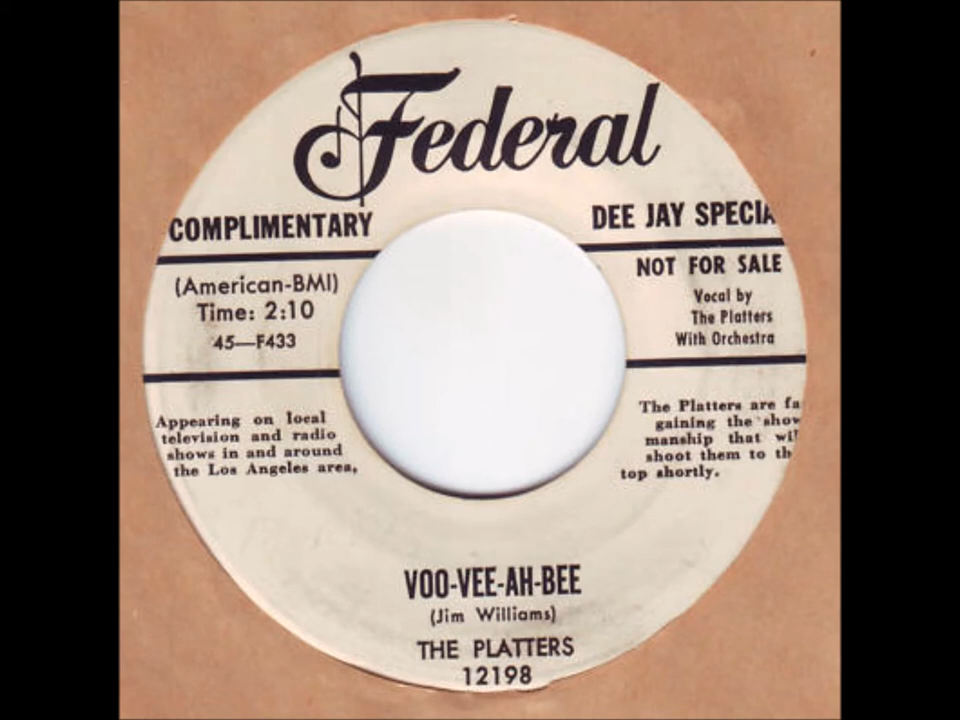 Federal
COMPLIMENTARY
DEE JAY SPECIA
(American-BMI)
Time: 2:10
45—F433
NOT FOR SALE
Vocal by
The Platters
With Orchestra
Appearing on local
television and radio
shows in and around
the Los Angeles area,
The Platters are fa
gaining the show
manship that wil
shoot them to th
top shortly.
VOO-VEE-AH-BEE
(Jim Williams)
THE PLATTERS
12198